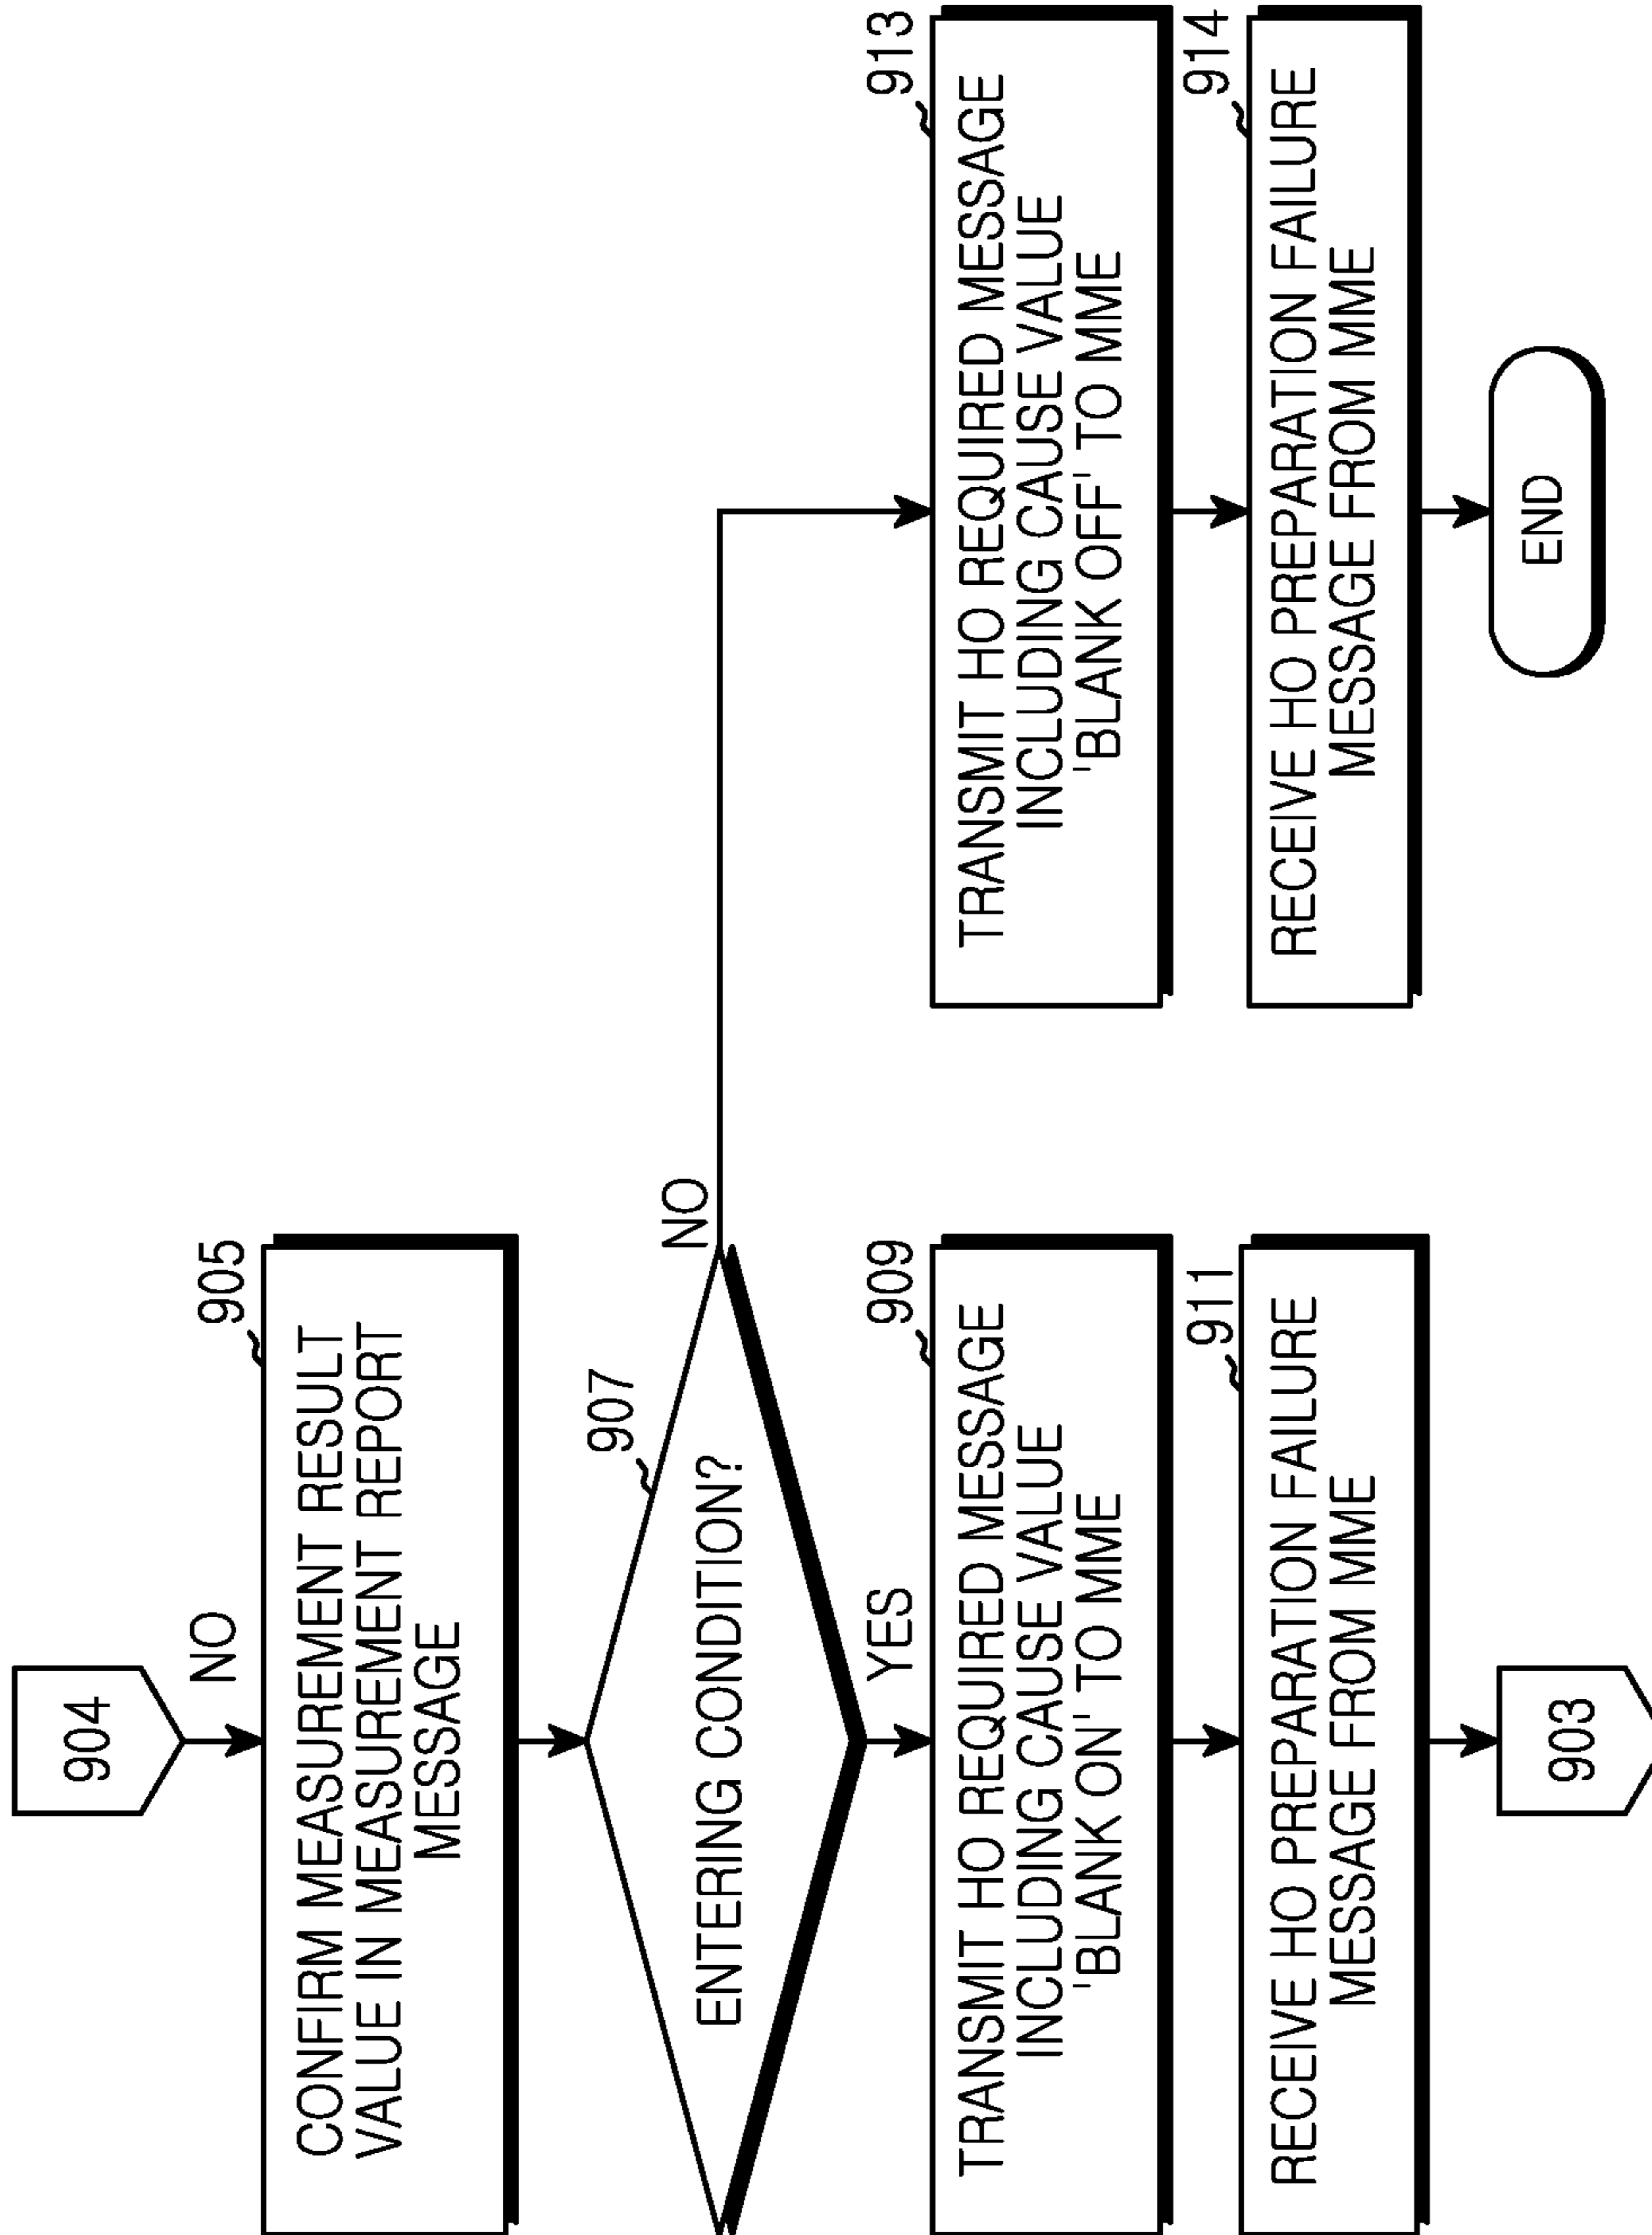 904
NO
905
CONFIRM MEASUREMENT RESULT
VALUE IN MEASUREMENT REPORT
MESSAGE
907
ENTERING CONDITION?
NO
YES
909
TRANSMIT HO REQUIRED MESSAGE
INCLUDING CAUSE VALUE
'BLANK ON' TO MME
911
RECEIVE HO PREPARATION FAILURE
MESSAGE FROM MME
903
913
TRANSMIT HO REQUIRED MESSAGE
INCLUDING CAUSE VALUE
'BLANK OFF' TO MME
914
RECEIVE HO PREPARATION FAILURE
MESSAGE FROM MME
END